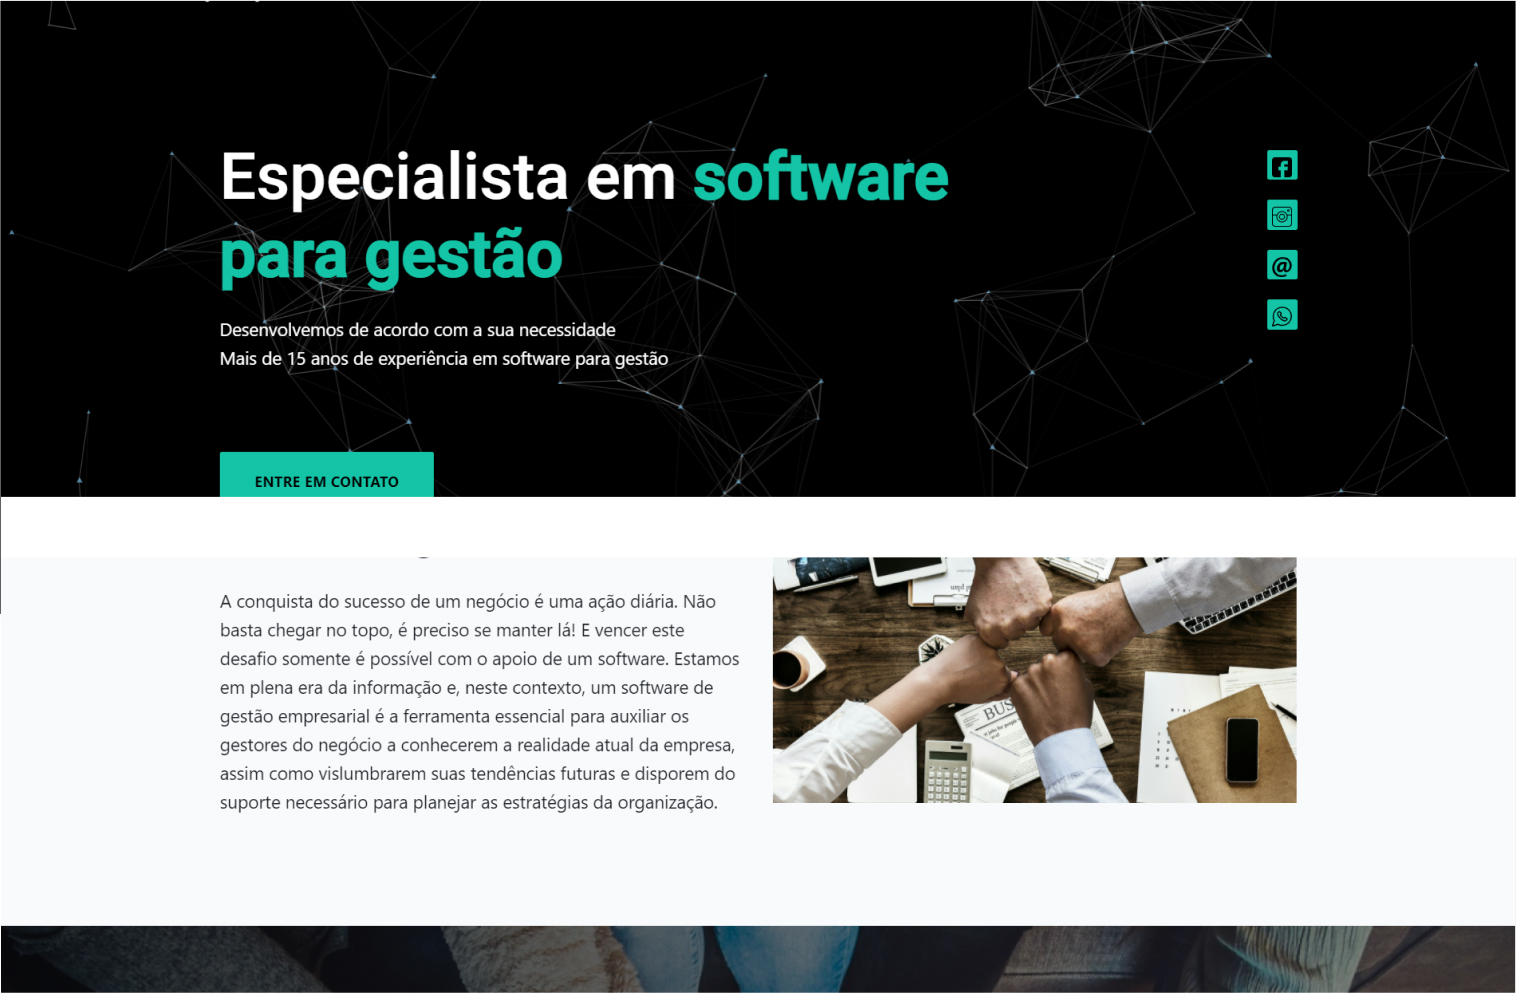 Especialista em software
para gestão
Desenvolvemos de acordo com a sua necessidade
Mais de 15 anos de experiência em software para gestão
@
ENTRE EM CONTATO
A conquista do sucesso de um negócio é uma ação diária. Não
basta chegar no topo, é preciso se manter lá! E vencer este
desafio somente é possível com o apoio de um software. Estamos
em plena era da informação e, neste contexto, um software de
gestão empresarial é a ferramenta essencial para auxiliar os
gestores do negócio a conhecerem a realidade atual da empresa,
assim como vislumbrarem suas tendências futuras e disporem do
suporte necessário para planejar as estratégias da organização.